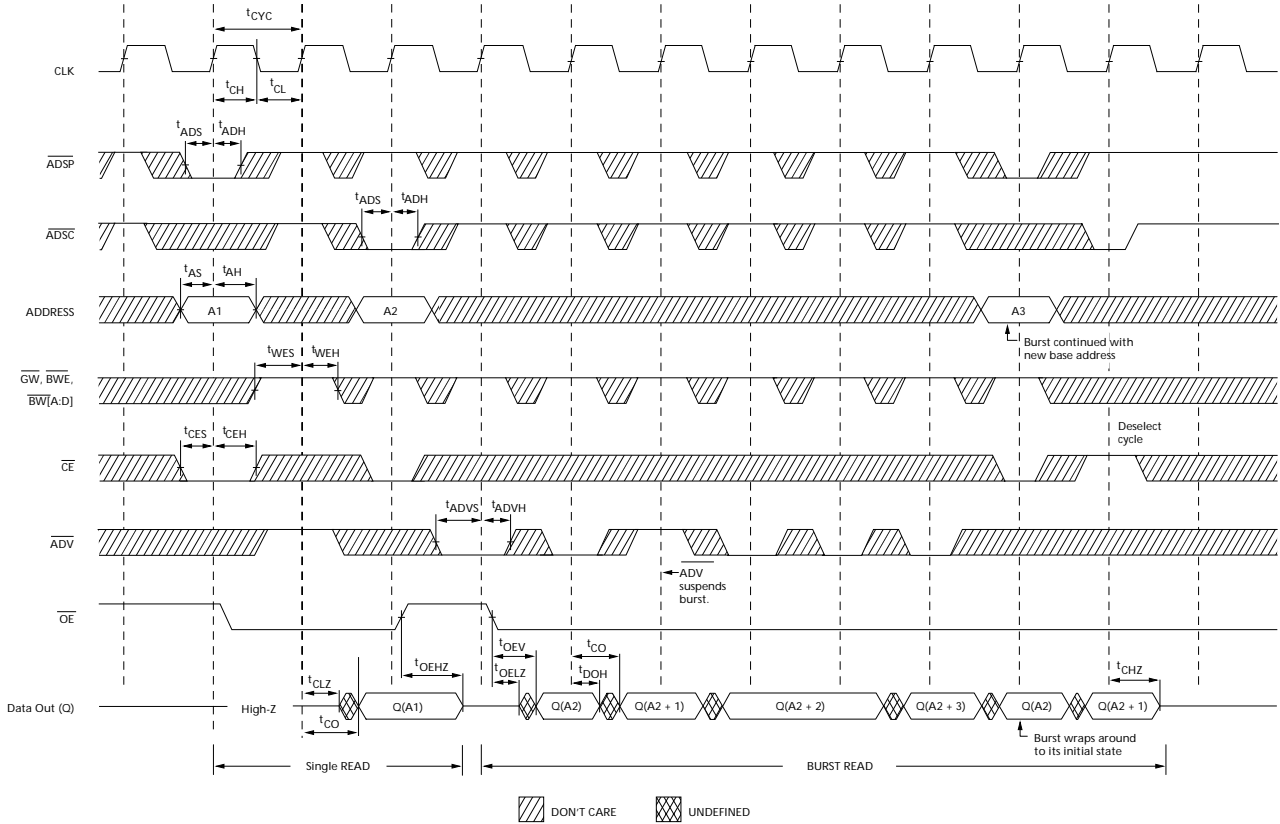 tCYC
CLK
tCH
tCL
tADS
tADH
ADSP
tADS
tADH
ADSC
tAS
tAH
ADDRESS
A1
A2
A3
Burst continued with
new base address
tWES
tWEH
GW, BWE,
BW[A:D]
tCES
tCEH
Deselect
cycle
CE
tADVS
tADVH
ADV
ADV
suspends
burst.
OE
tOEHZ
tOEV
tOELZ
tCO
tDOH
tCLZ
tCHZ
Data Out (Q)
High-Z
Q(A1)
Q(A2)
Q(A2 + 1)
Q(A2 + 2)
Q(A2 + 3)
Q(A2)
Q(A2 + 1)
tCO
Burst wraps around
to its initial state
Single READ
BURST READ
DON'T CARE
UNDEFINED